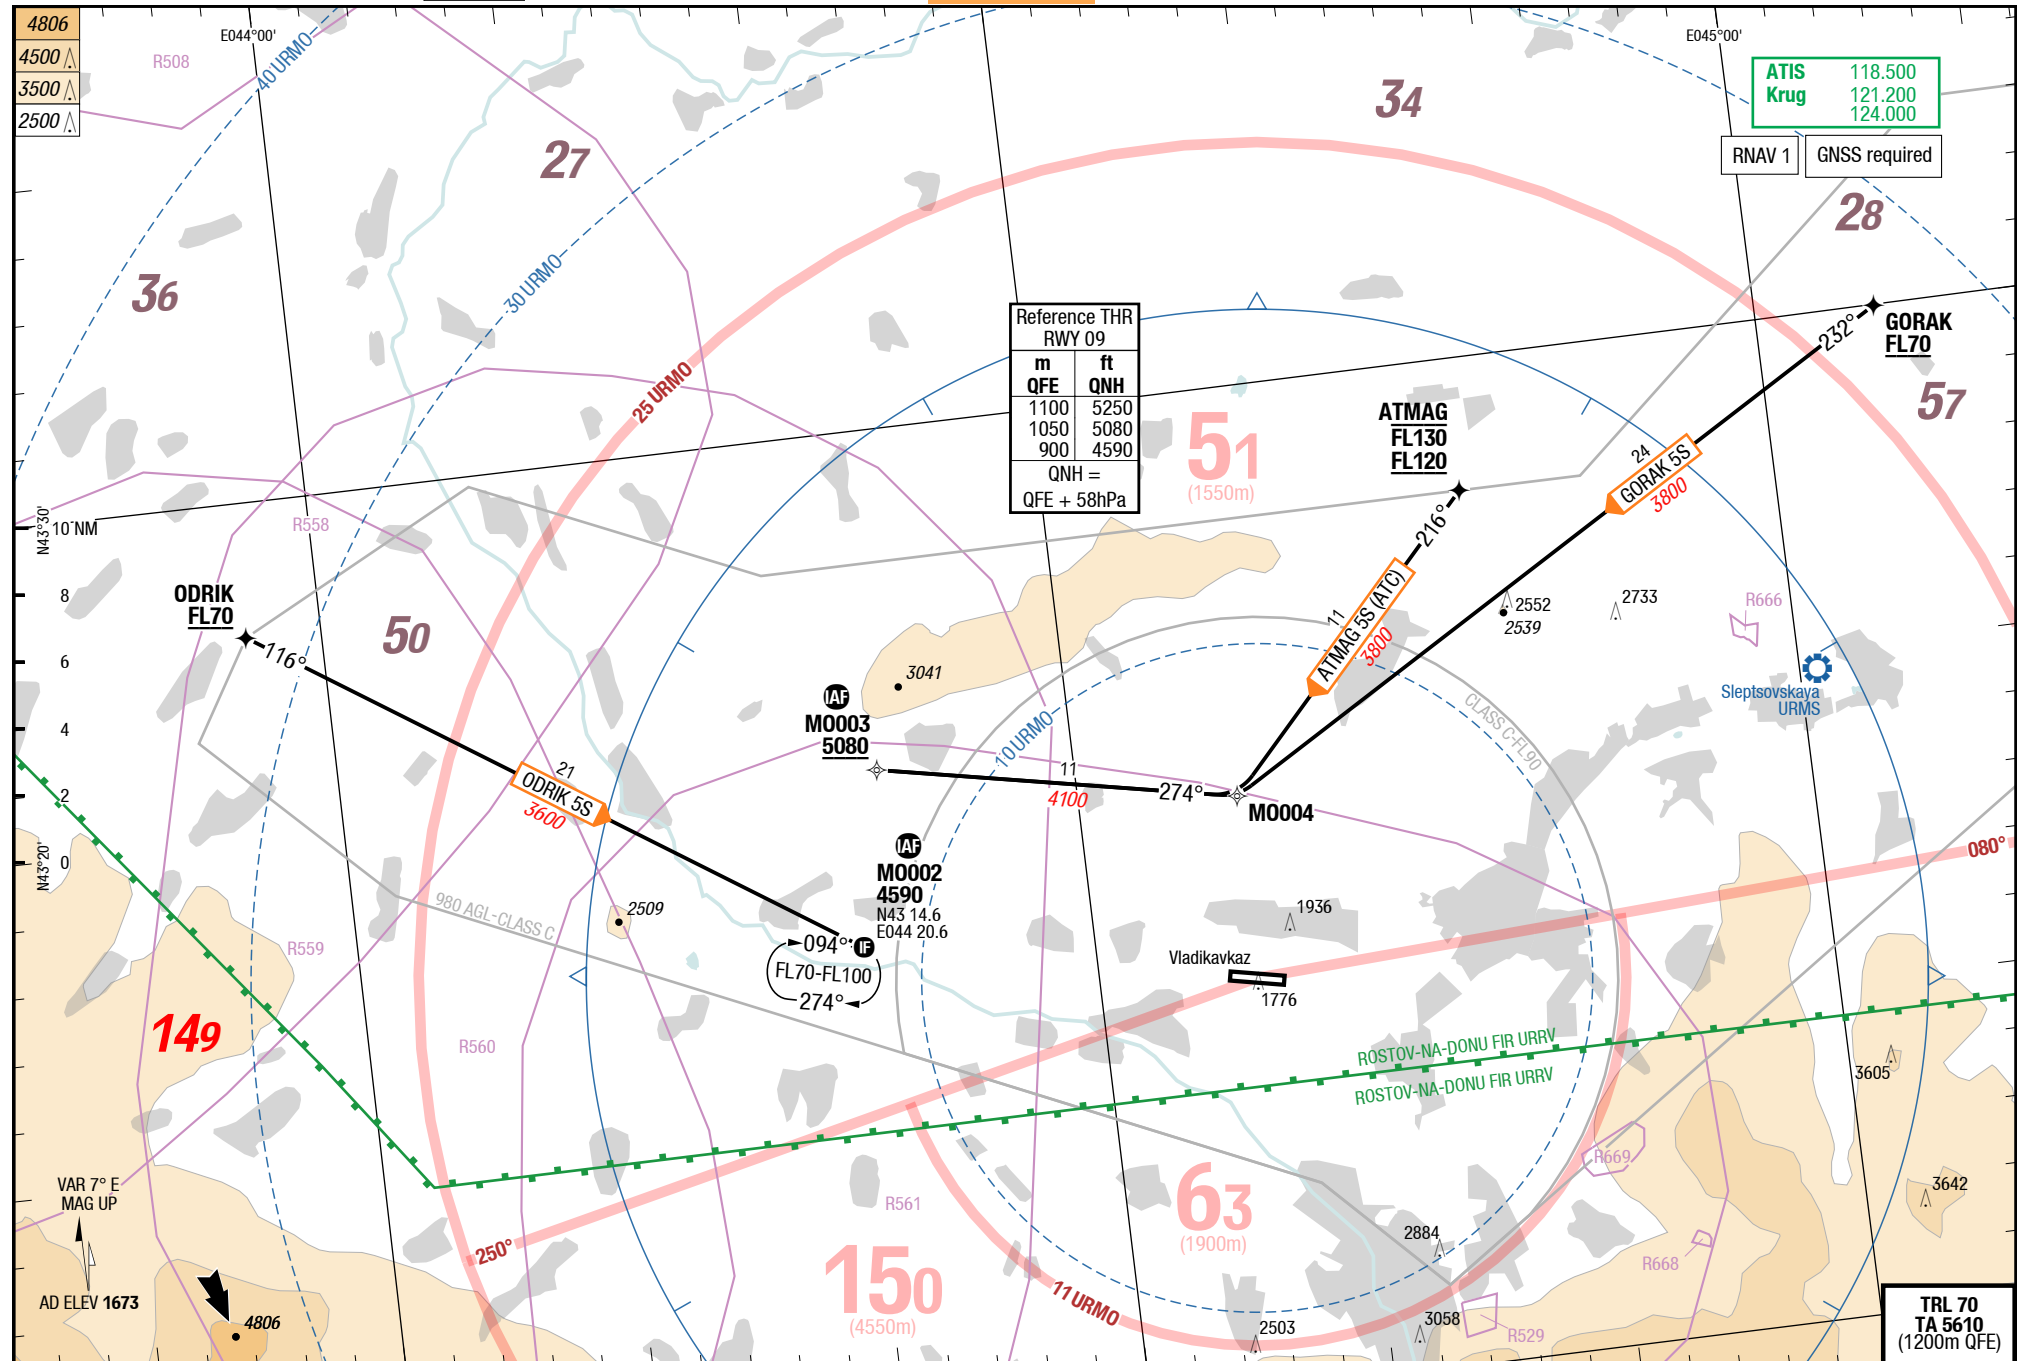 4806
4500
3500
2500
E044°00'
E045°00'
R508
40 URMO
27
34
ATIS 118.500
Krug 121.200
124.000
RNAV 1
GNSS required
28
36
30 URMO
25 URMO
Reference THR
RWY 09
m ft
QFE QNH
1100 5250
1050 5080
900 4590
QNH =
QFE + 58hPa
232°
GORAK
FL70
57
ATMAG
FL130
FL120
51
(1550m)
24
GORAK 5S
3800
216°
N43°30'
10 NM
8
6
4
2
0
N43°20'
R558
ODRIK
FL70
116°
50
11
ATMAG 5S (ATC)
3800
2552
2539
2733
R666
Sleptsovskaya
URMS
3041
IAF
MO003
5080
10 URMO
CLASS C-FL90
21
ODRIK 5S
3600
11
4100
274°
MO004
080°
IAF
MO002
4590
N43 14.6
E044 20.6
2509
980 AGL-CLASS C
R559
094°
IF
FL70-FL100
274°
1936
Vladikavkaz
1776
149
R560
ROSTOV-NA-DONU FIR URRV
ROSTOV-NA-DONU FIR URRV
3605
R669
VAR 7° E
MAG UP
R561
63
(1900m)
3642
250°
2884
R668
150
(4550m)
11 URMO
AD ELEV 1673
4806
2503
3058
R529
TRL 70
TA 5610
(1200m QFE)